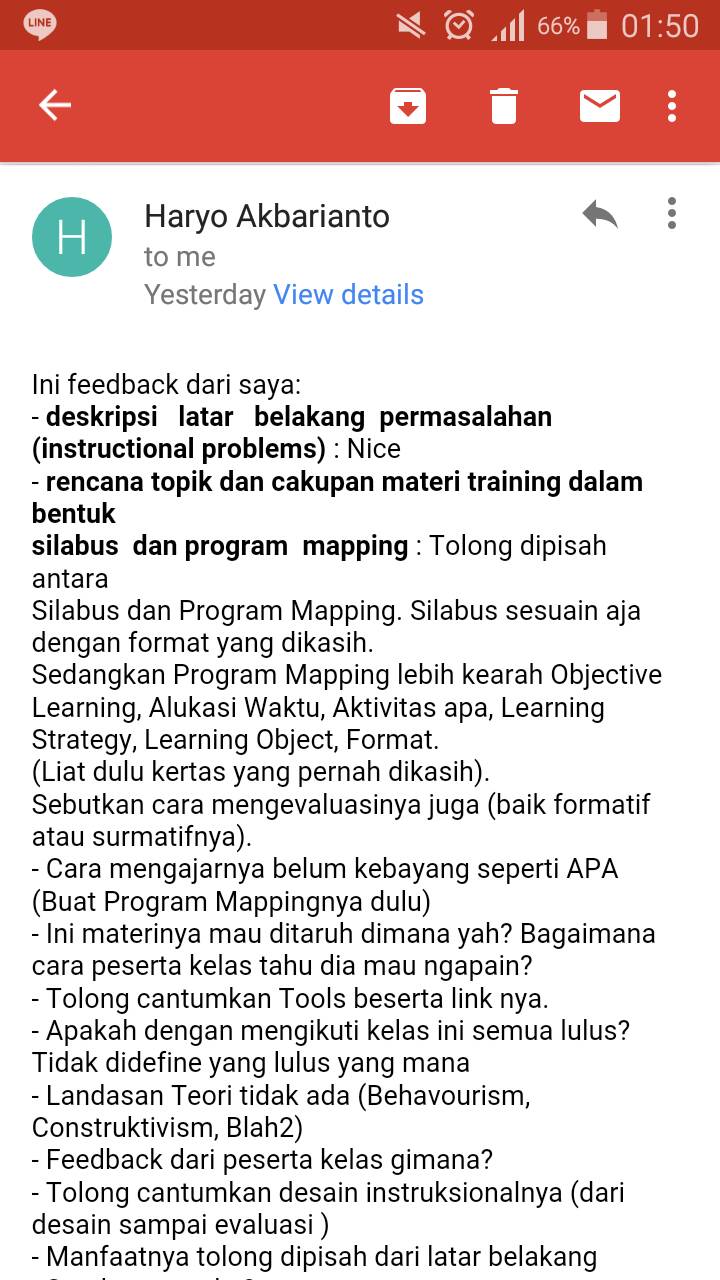 LINE
66% 01:50
H
Haryo Akbarianto
to me
Yesterday View details
Ini feedback dari saya:
- deskripsi latar belakang permasalahan
(instructional problems) : Nice
- rencana topik dan cakupan materi training dalam
bentuk
silabus dan program mapping : Tolong dipisah
antara
Silabus dan Program Mapping. Silabus sesuain aja
dengan format yang dikasih.
Sedangkan Program Mapping lebih kearah Objective
Learning, Alukasi Waktu, Aktivitas apa, Learning
Strategy, Learning Object, Format.
(Liat dulu kertas yang pernah dikasih).
Sebutkan cara mengevaluasinya juga (baik formatif
atau surmatifnya).
- Cara mengajarnya belum kebayang seperti APA
(Buat Program Mappingnya dulu)
- Ini materinya mau ditaruh dimana yah? Bagaimana
cara peserta kelas tahu dia mau ngapain?
- Tolong cantumkan Tools beserta link nya.
- Apakah dengan mengikuti kelas ini semua lulus?
Tidak didefine yang lulus yang mana
- Landasan Teori tidak ada (Behavourism,
Construktivism, Blah2)
- Feedback dari peserta kelas gimana?
- Tolong cantumkan desain instruksionalnya (dari
desain sampai evaluasi )
- Manfaatnya tolong dipisah dari latar belakang